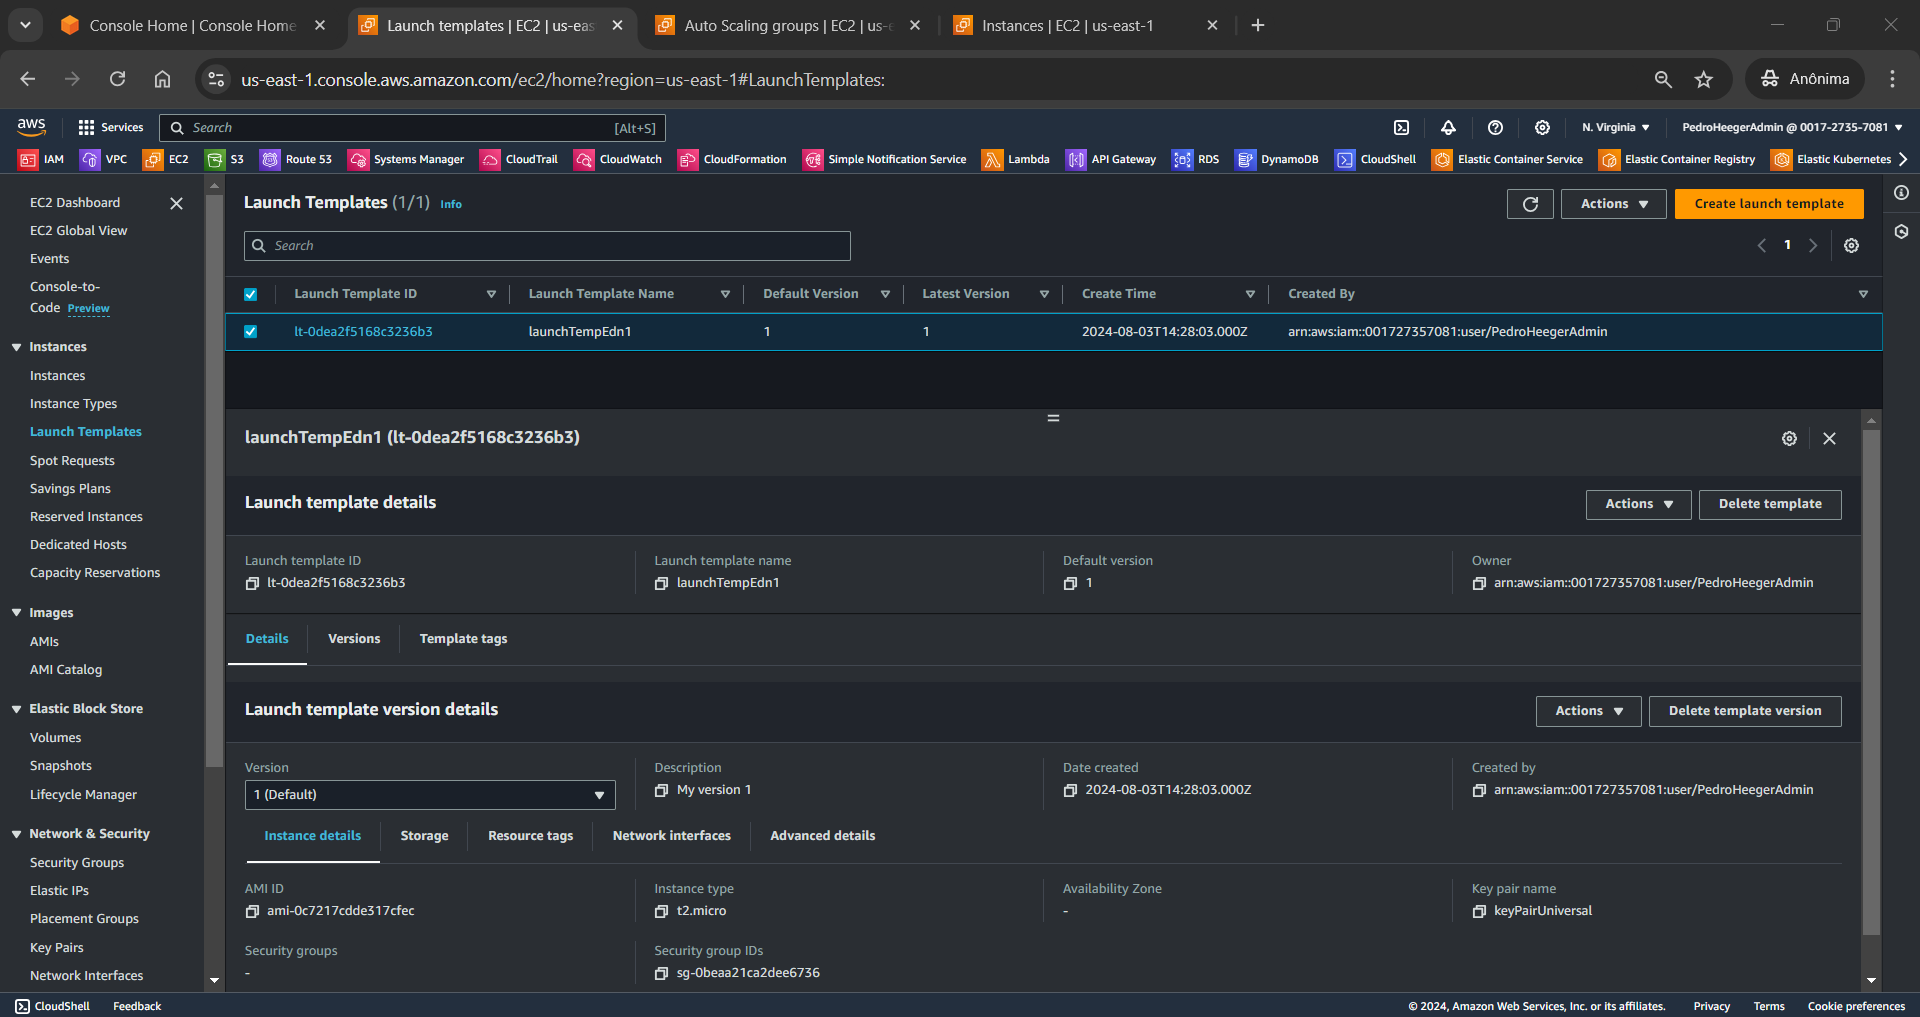 Console Home | Console Home
Launch templates | EC2 | us-eas
Auto Scaling groups | EC2 | us-e
Instances | EC2 | us-east-1
us-east-1.console.aws.amazon.com/ec2/home?region=us-east-1#LaunchTemplates:
Anônima
aws
Services
Search
[Alt+S]
N. Virginia
PedroHeegerAdmin @ 0017-2735-7081
IAM
VPC
EC2
S3
Route 53
Systems Manager
CloudTrail
CloudWatch
CloudFormation
Simple Notification Service
Lambda
API Gateway
RDS
DynamoDB
CloudShell
Elastic Container Service
Elastic Container Registry
Elastic Kubernetes
EC2 Dashboard
EC2 Global View
Events
Console-to-
Code Preview
Instances
Instances
Instance Types
Launch Templates
Spot Requests
Savings Plans
Reserved Instances
Dedicated Hosts
Capacity Reservations
Images
AMIs
AMI Catalog
Elastic Block Store
Volumes
Snapshots
Lifecycle Manager
Network & Security
Security Groups
Elastic IPs
Placement Groups
Key Pairs
Network Interfaces
Launch Templates (1/1) Info
Actions
Create launch template
Search
1
Launch Template ID
Launch Template Name
Default Version
Latest Version
Create Time
Created By
lt-0dea2f5168c3236b3
launchTempEdn1
1
1
2024-08-03T14:28:03.000Z
arn:aws:iam::001727357081:user/PedroHeegerAdmin
launchTempEdn1 (lt-0dea2f5168c3236b3)
Launch template details
Actions
Delete template
Launch template ID
lt-0dea2f5168c3236b3
Launch template name
launchTempEdn1
Default version
1
Owner
arn:aws:iam::001727357081:user/PedroHeegerAdmin
Details
Versions
Template tags
Launch template version details
Actions
Delete template version
Version
1 (Default)
Description
My version 1
Date created
2024-08-03T14:28:03.000Z
Created by
arn:aws:iam::001727357081:user/PedroHeegerAdmin
Instance details
Storage
Resource tags
Network interfaces
Advanced details
AMI ID
ami-0c7217cdde317cfec
Instance type
t2.micro
Availability Zone
-
Key pair name
keyPairUniversal
Security groups
-
Security group IDs
sg-0beaa21ca2dee6736
CloudShell
Feedback
© 2024, Amazon Web Services, Inc. or its affiliates.
Privacy
Terms
Cookie preferences